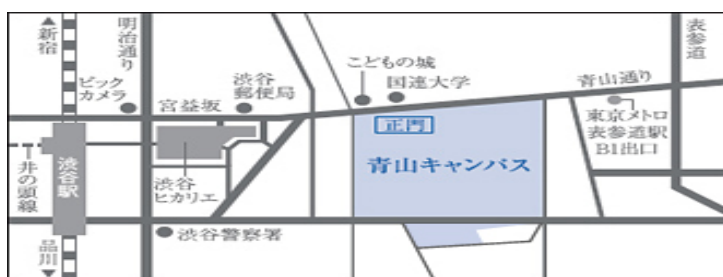 ▲新宿
明治通り
ビック
カメラ
宮益坂
渋谷
郵便局
こどもの城
国連大学
青山通り
表参道
正門
東京メトロ
表参道駅
B1出口
青山キャンパス
渋谷駅
井の頭線
渋谷
ヒカリエ
渋谷警察署
品川▼